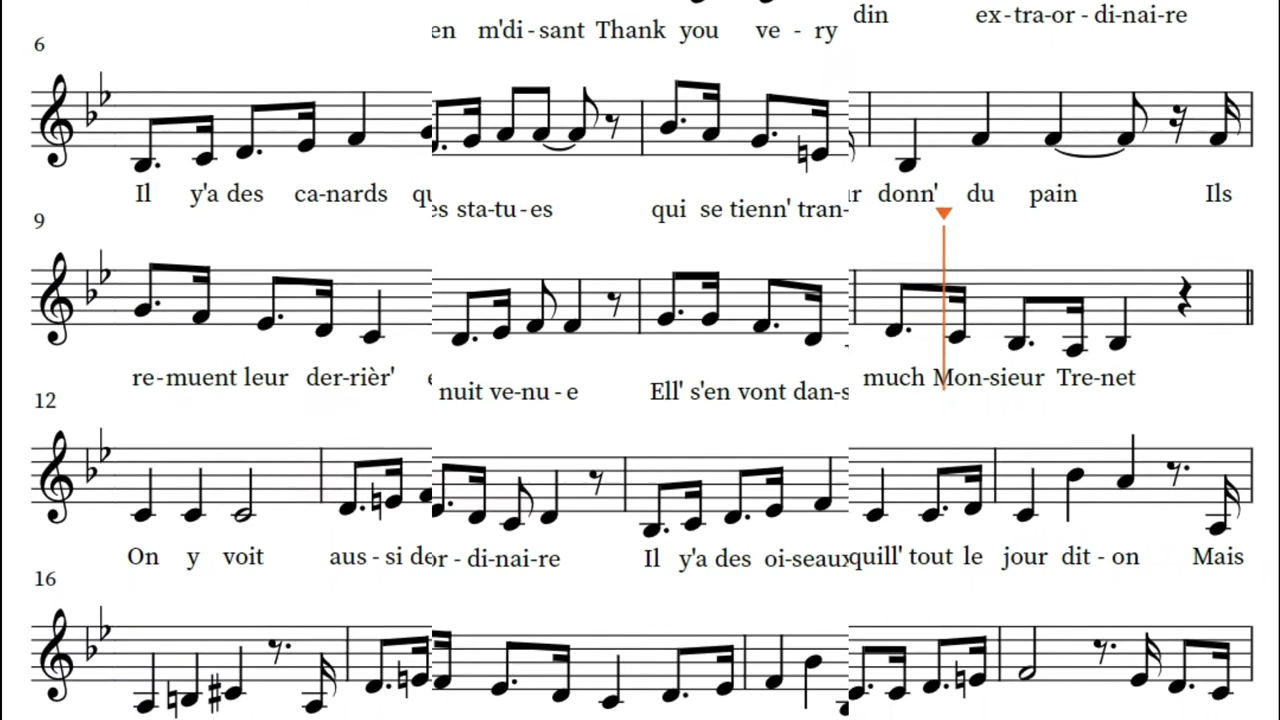 din ex-tra-or - di-nai-re
en m'di - sant Thank you ve - ry
6
Il y'a des ca-nards qu
es sta-tu - es qui se tienn' tran-
donn' du pain Ils
9
re-muent leur der-rièr'
nuit ve-nu - e Ell' s'en vont dan-s
much Mon-sieur Tre-net
12
On y voit aus - si de
or - di-nai-re Il y'a des oi-seaux
quill' tout le jour dit - on Mais
16